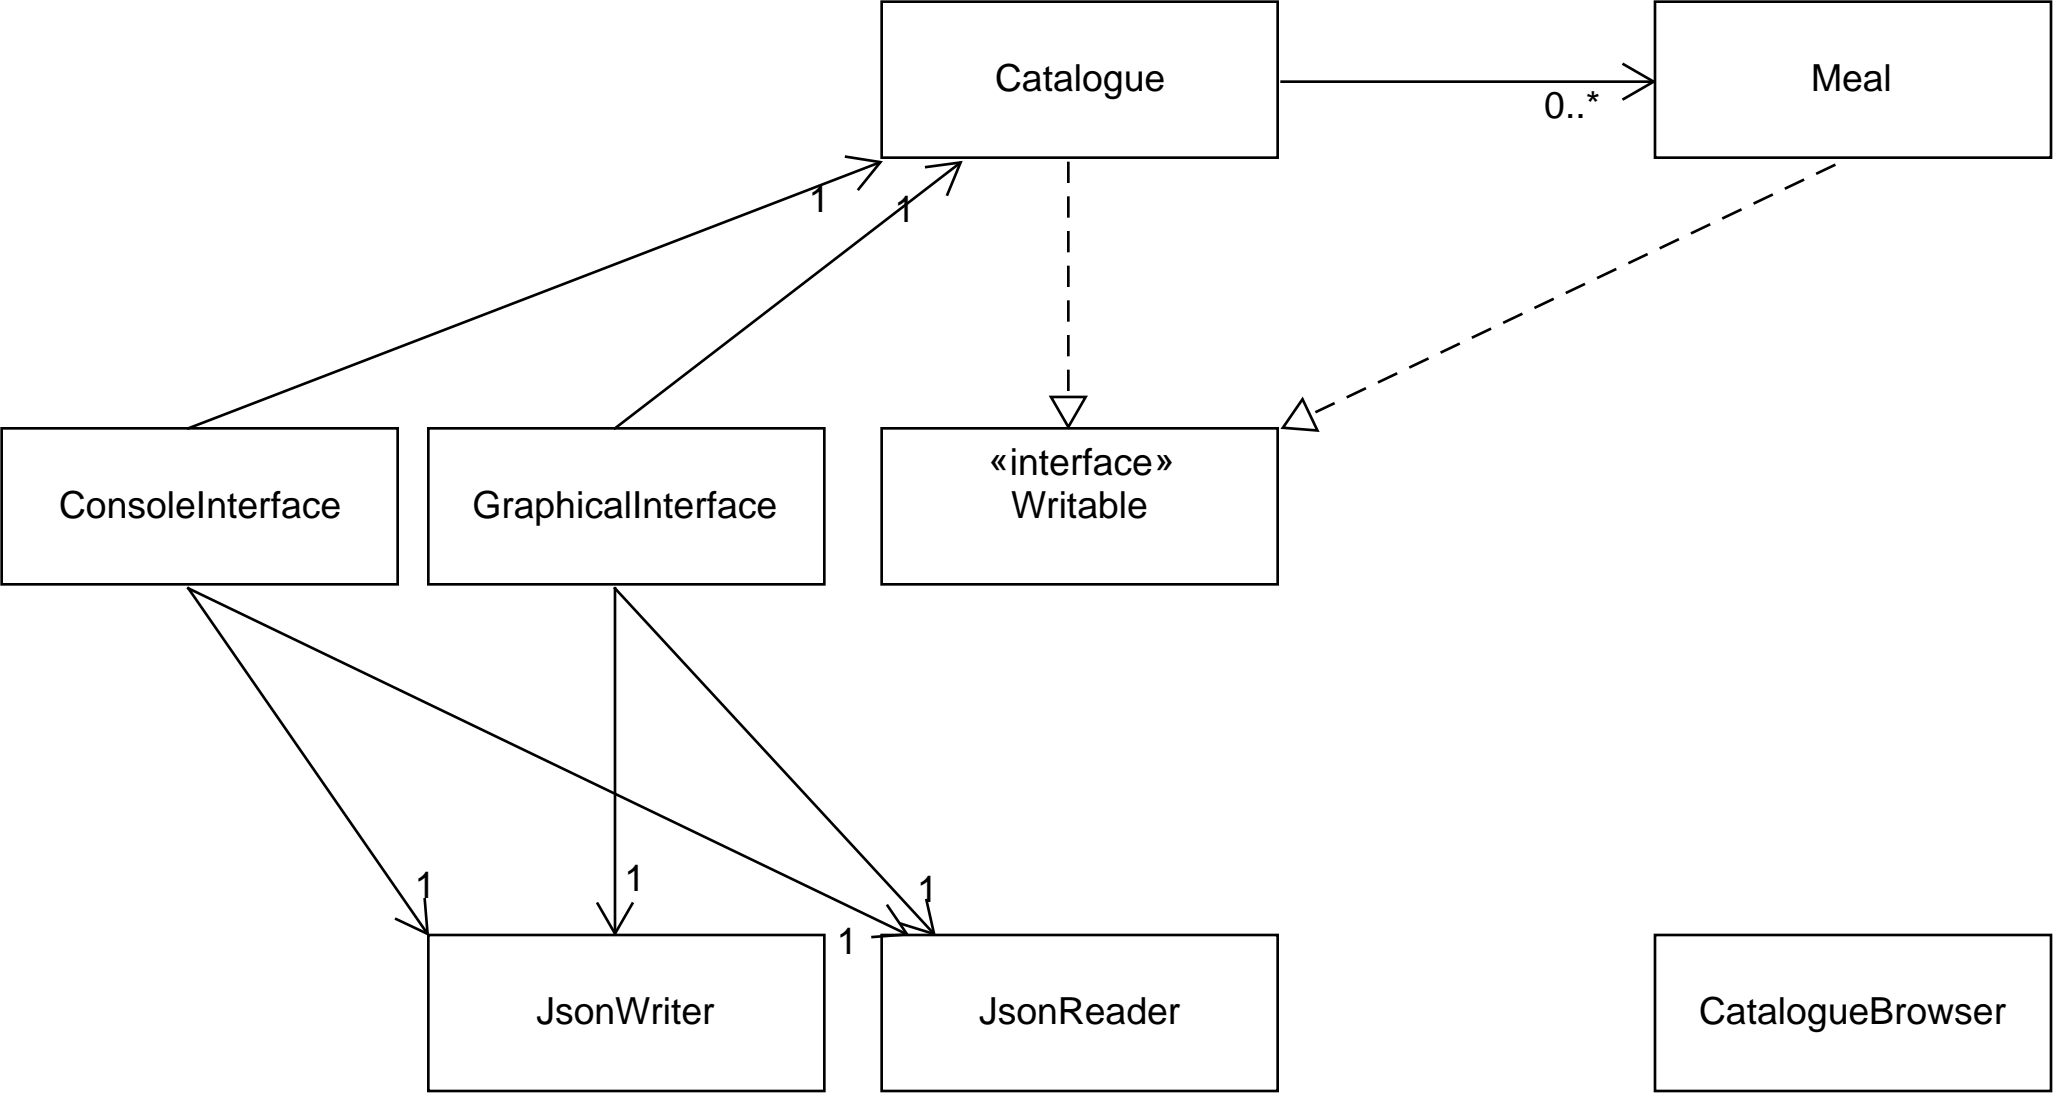 Catalogue
Meal
0..*
1
1
ConsoleInterface
GraphicalInterface
«interface»
Writable
1
1
1
1
JsonWriter
JsonReader
CatalogueBrowser